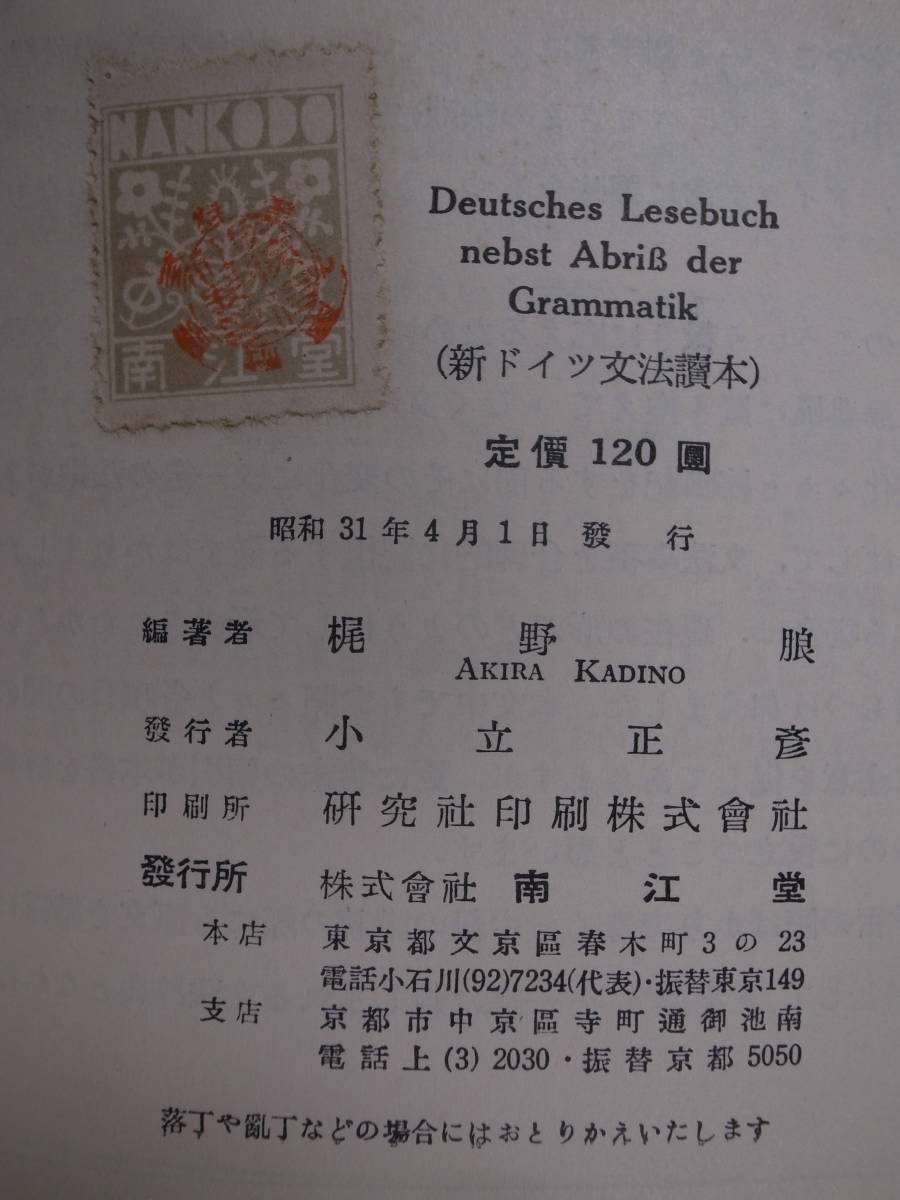 NANKODO
南江堂
Deutsches Lesebuch
nebst Abriß der
Grammatik
(新ドイツ文法讀本)
定價 120 圓
昭和 31 年 4 月 1 日 發 行
編著者 梶 野 朖
AKIRA KADINO
發行者 小 立 正 彦
印刷所 研究社印刷株式會社
發行所 株式會社 南 江 堂
本店 東京都文京區春木町3の23
電話小石川(92)7234(代表)・振替東京149
支店 京都市中京區寺町通御池南
電話上(3) 2030・振替京都 5050
落丁や亂丁などの場合にはおとりかえいたします